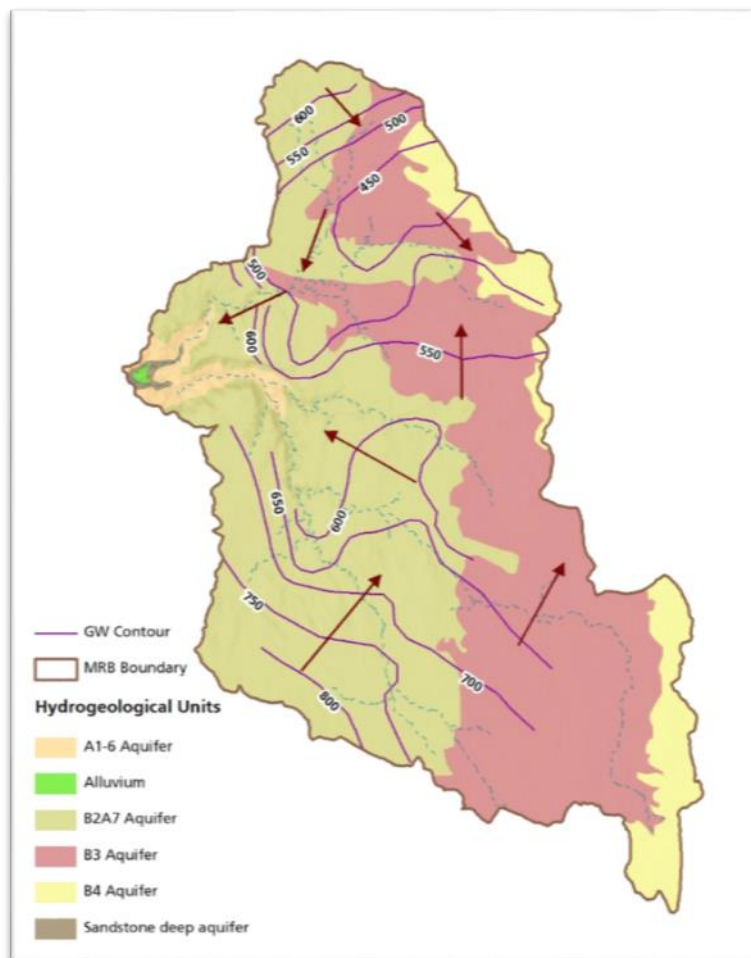 600
550
500
450
500
600
550
650
600
750
700
800
GW Contour
MRB Boundary
Hydrogeological Units
A1-6 Aquifer
Alluvium
B2A7 Aquifer
B3 Aquifer
B4 Aquifer
Sandstone deep aquifer